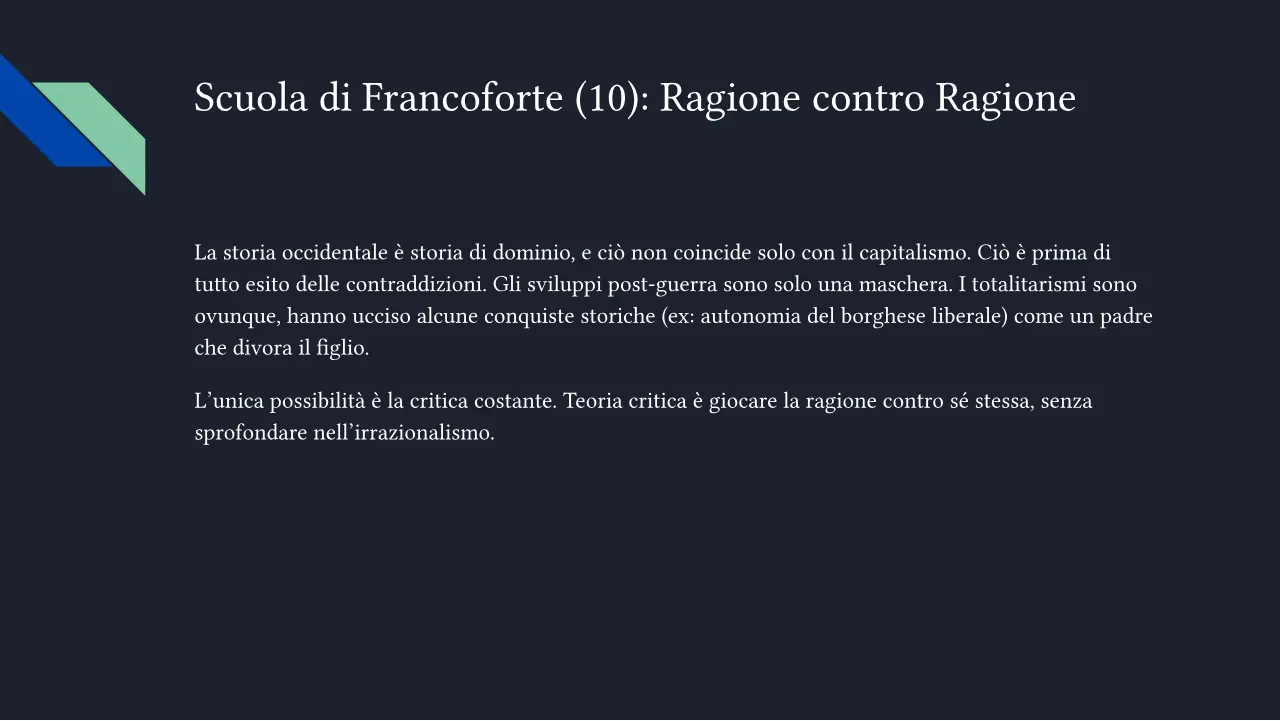 Scuola di Francoforte (10): Ragione contro Ragione
La storia occidentale è storia di dominio, e ciò non coincide solo con il capitalismo. Ciò è prima di
tutto esito delle contraddizioni. Gli sviluppi post-guerra sono solo una maschera. I totalitarismi sono
ovunque, hanno ucciso alcune conquiste storiche (ex: autonomia del borghese liberale) come un padre
che divora il figlio.
L’unica possibilità è la critica costante. Teoria critica è giocare la ragione contro sé stessa, senza
sprofondare nell’irrazionalismo.